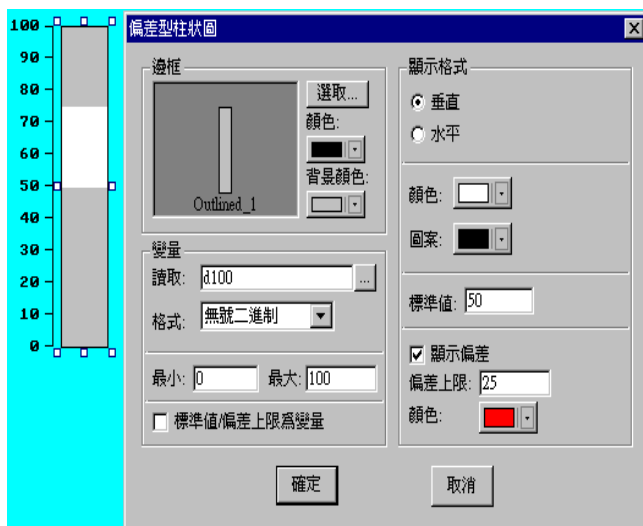 100
90
80
70
60
50
40
30
20
10
0
偏差型柱狀圖
邊框
選取...
顏色:
背景顏色:
Outlined_1
變量
讀取: d100 ...
格式: 無號二進制
最小: 0 最大: 100
標準值/偏差上限爲變量
顯示格式
垂直
水平
顏色:
圖案:
標準值: 50
顯示偏差
偏差上限: 25
顏色:
確定
取消